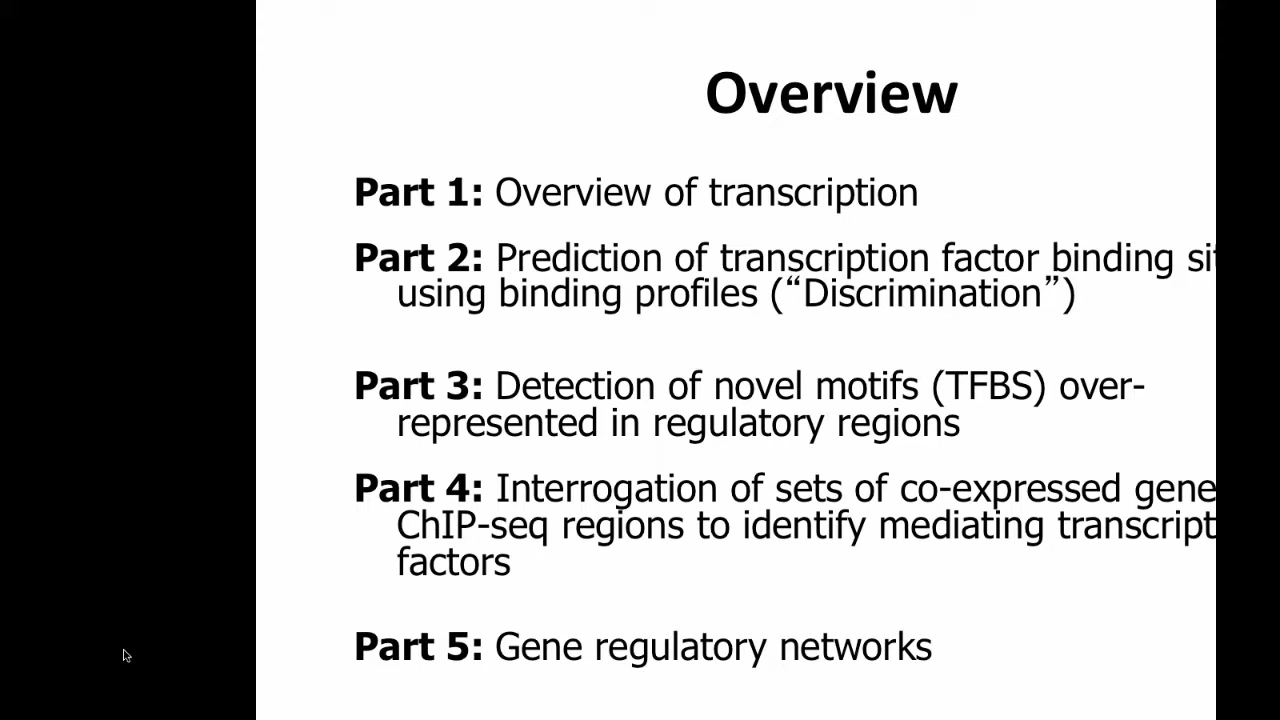 Overview
Part 1: Overview of transcription
Part 2: Prediction of transcription factor binding
using binding profiles (“Discrimination”)
Part 3: Detection of novel motifs (TFBS) over-
represented in regulatory regions
Part 4: Interrogation of sets of co-expressed gene
ChIP-seq regions to identify mediating transcript
factors
Part 5: Gene regulatory networks